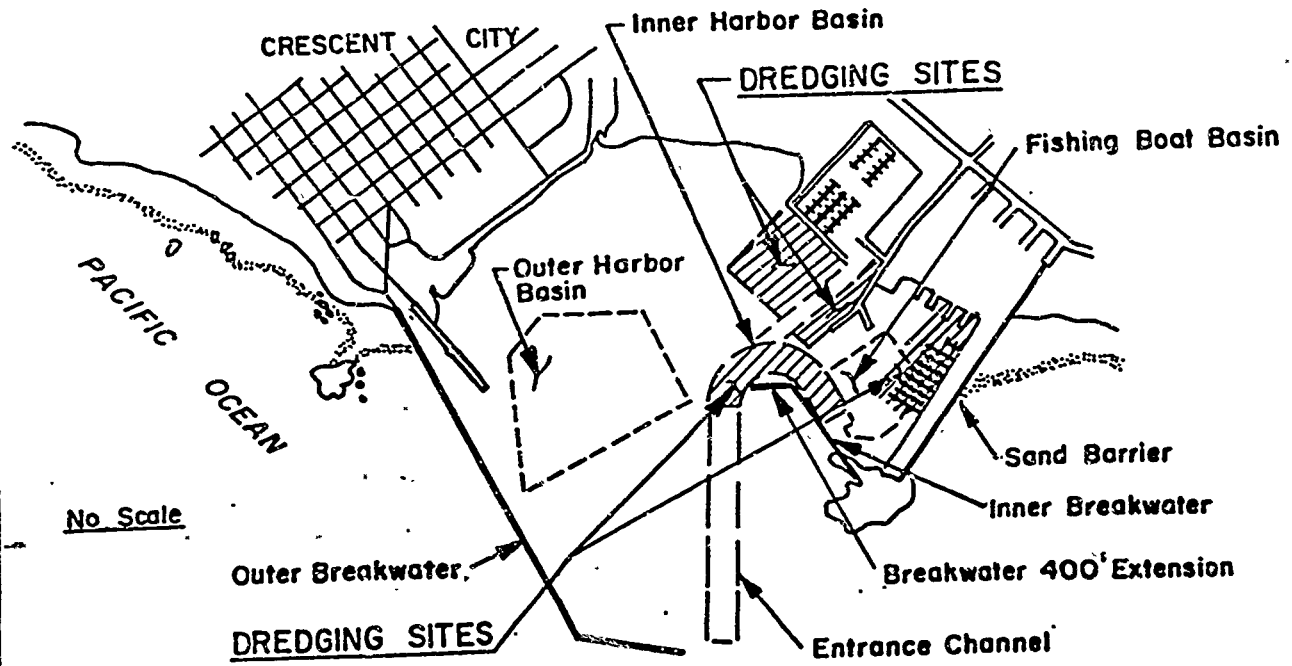 Inner Harbor Basin
CRESCENT CITY
DREDGING SITES
Fishing Boat Basin
PACIFIC
OCEAN
Outer Harbor
Basin
Sand Barrier
Inner Breakwater
No Scale
Outer Breakwater
Breakwater 400' Extension
DREDGING SITES
Entrance Channel